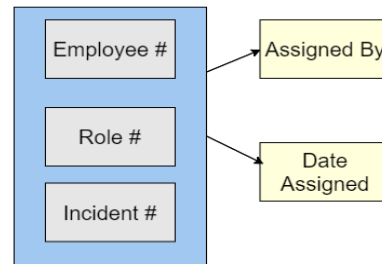 Employee #
Assigned By
Role #
Date
Assigned
Incident #